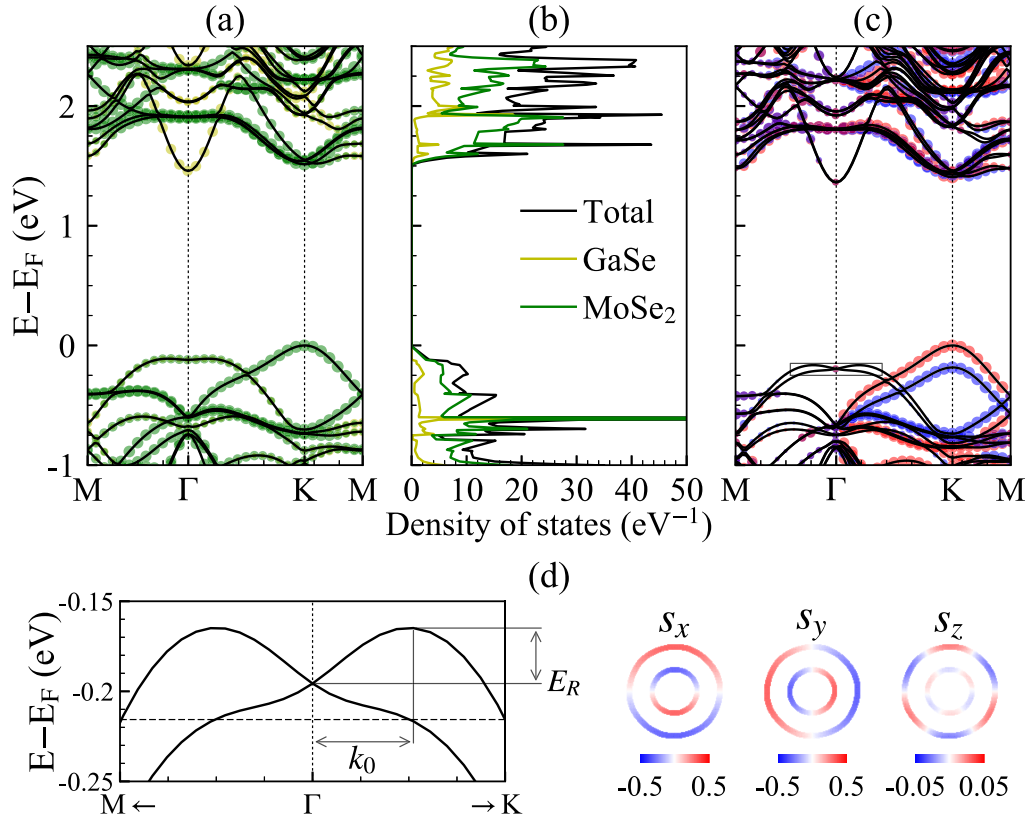 (a)
(b)
(c)
E−E_F (eV)
2
1
0
-1
M Γ K M
Total
GaSe
MoSe₂
0 10 20 30 40 50
Density of states (eV⁻¹)
M Γ K M
(d)
E−E_F (eV)
-0.15
-0.2
-0.25
E_R
k₀
M ← Γ → K
s_x s_y s_z
-0.5 0.5 -0.5 0.5 -0.05 0.05